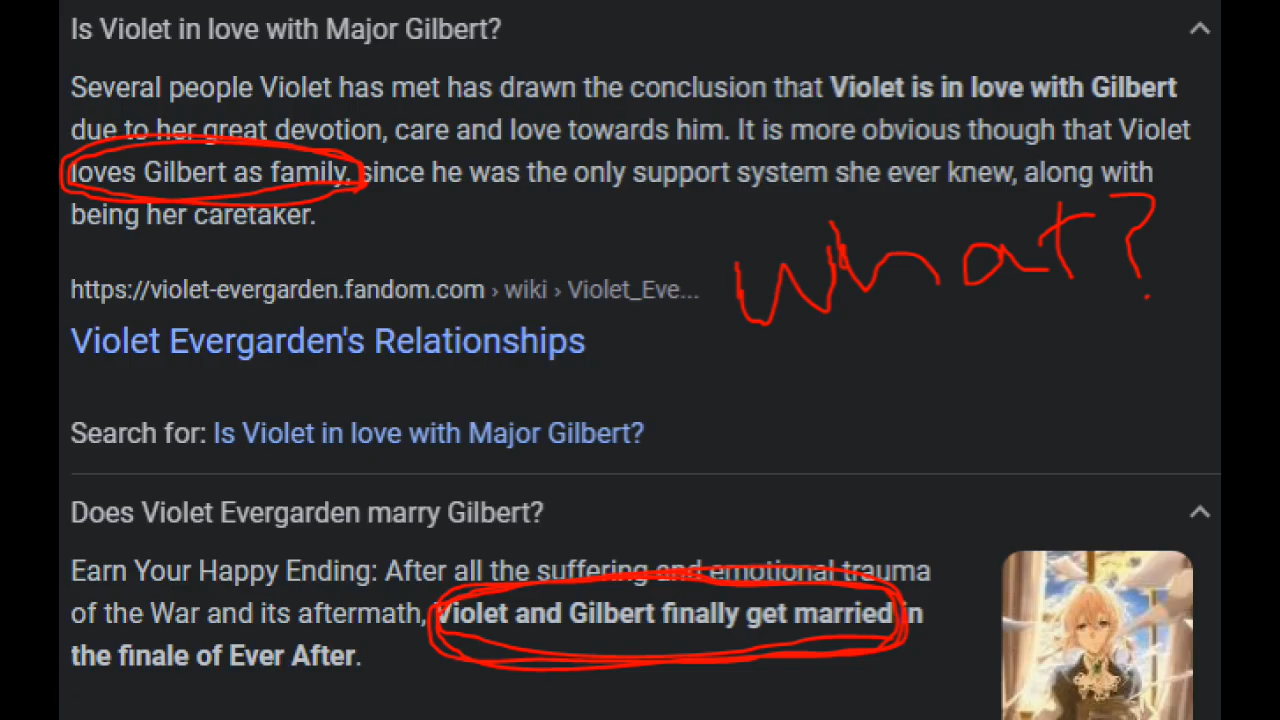 Is Violet in love with Major Gilbert?
Several people Violet has met has drawn the conclusion that Violet is in love with Gilbert
due to her great devotion, care and love towards him. It is more obvious though that Violet
loves Gilbert as family, since he was the only support system she ever knew, along with
being her caretaker.
what?
https://violet-evergarden.fandom.com › wiki › Violet_Eve...
Violet Evergarden's Relationships
Search for: Is Violet in love with Major Gilbert?
Does Violet Evergarden marry Gilbert?
Earn Your Happy Ending: After all the suffering and emotional trauma
of the War and its aftermath, Violet and Gilbert finally get married in
the finale of Ever After.